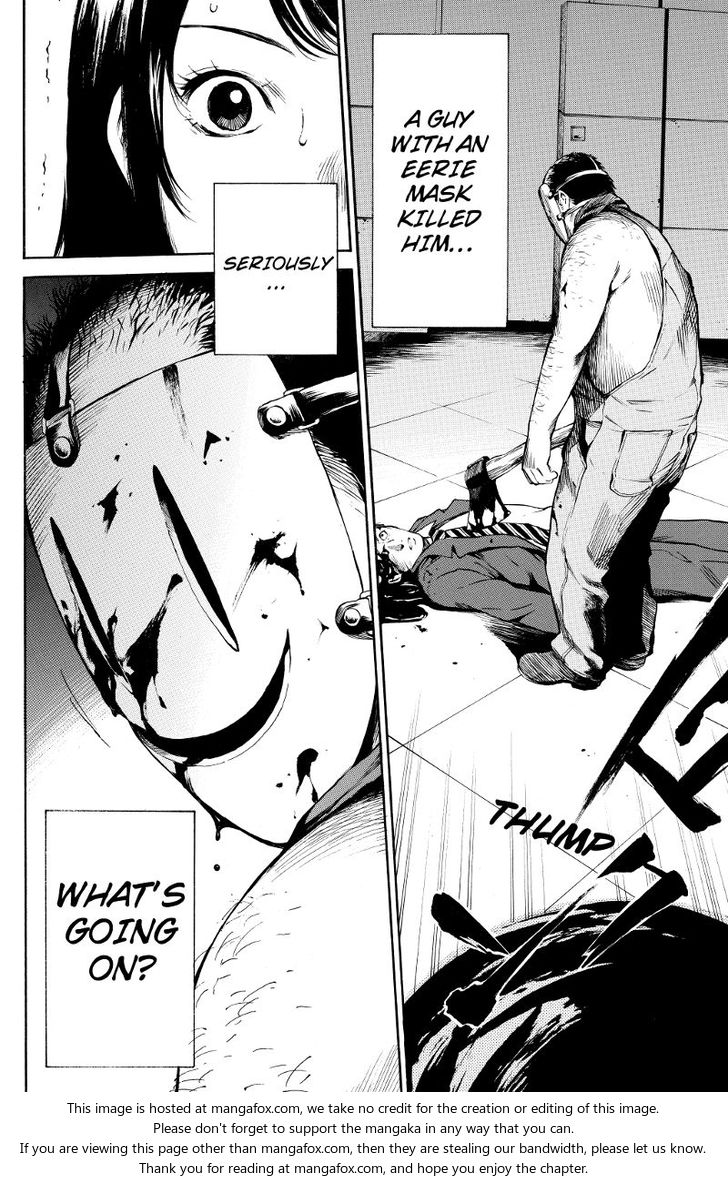 A GUY
WITH AN
EERIE
MASK
KILLED
HIM...
THUMP
SERIOUSLY
...
WHAT'S
GOING
ON?
This image is hosted at mangafox.com, we take no credit for the creation or editing of this image.
Please don't forget to support the mangaka in any way that you can.
If you are viewing this page other than mangafox.com, then they are stealing our bandwidth, please let us know.
Thank you for reading at mangafox.com, and hope you enjoy the chapter.